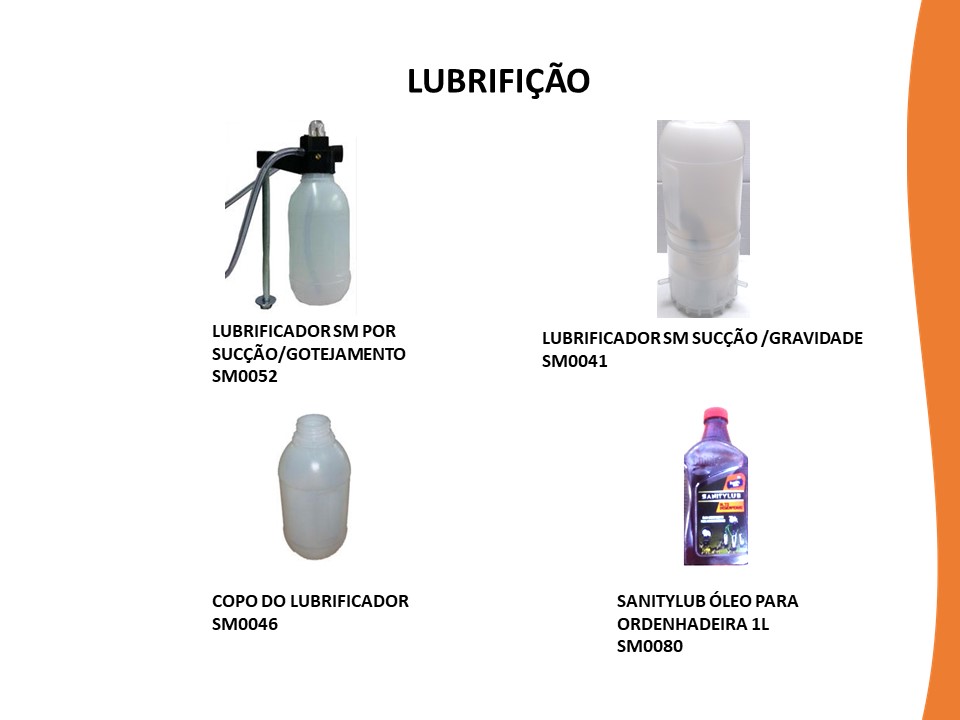 LUBRIFIÇÃO
LUBRIFICADOR SM POR
SUCÇÃO/GOTEJAMENTO
SM0052
LUBRIFICADOR SM SUCÇÃO /GRAVIDADE
SM0041
COPO DO LUBRIFICADOR
SM0046
SANITYLUB
SANITYLUB ÓLEO PARA
ORDENHADEIRA 1L
SM0080